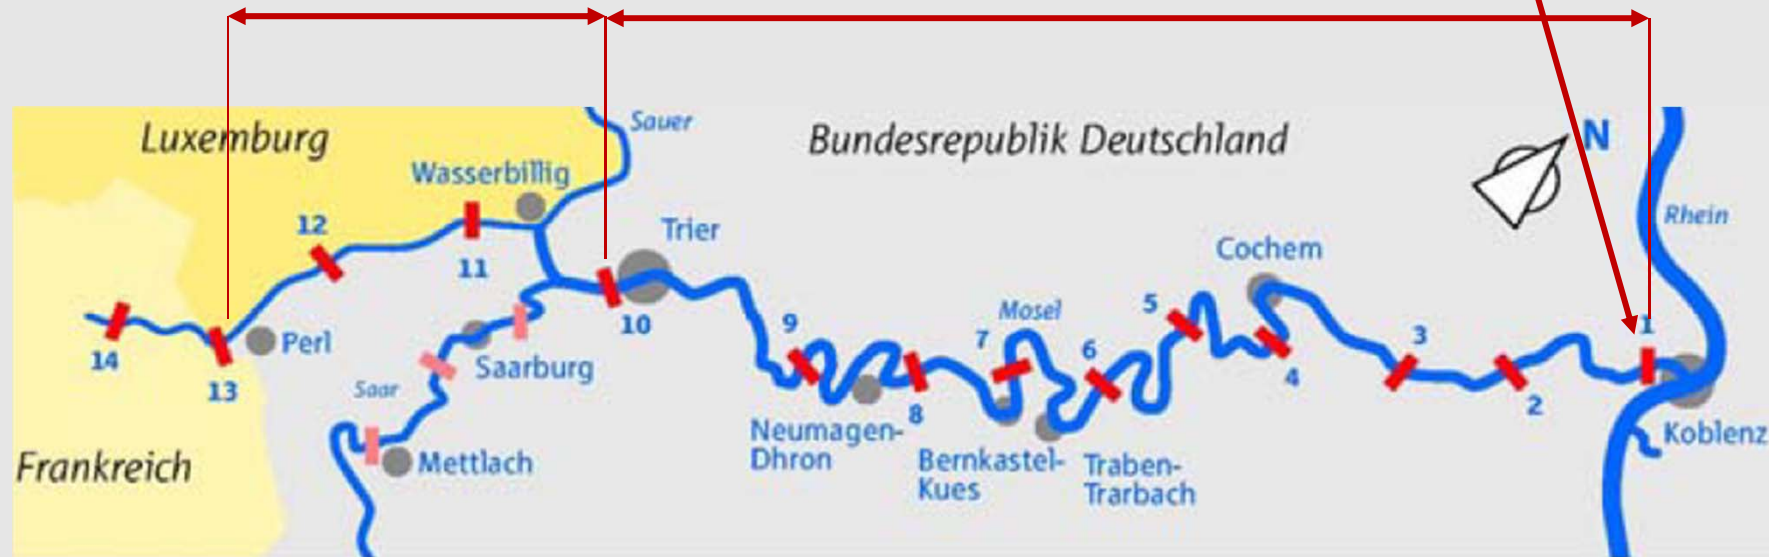 Luxemburg
Sauer
Bundesrepublik Deutschland
N
Wasserbillig
Rhein
12
Trier
Cochem
11
Mosel
5
10
9
7
6
3
1
14
Perl
13
Saarburg
Saar
4
8
2
Neumagen-
Dhron
Bernkastel-
Kues
Traben-
Trarbach
Koblenz
Frankreich
Mettlach